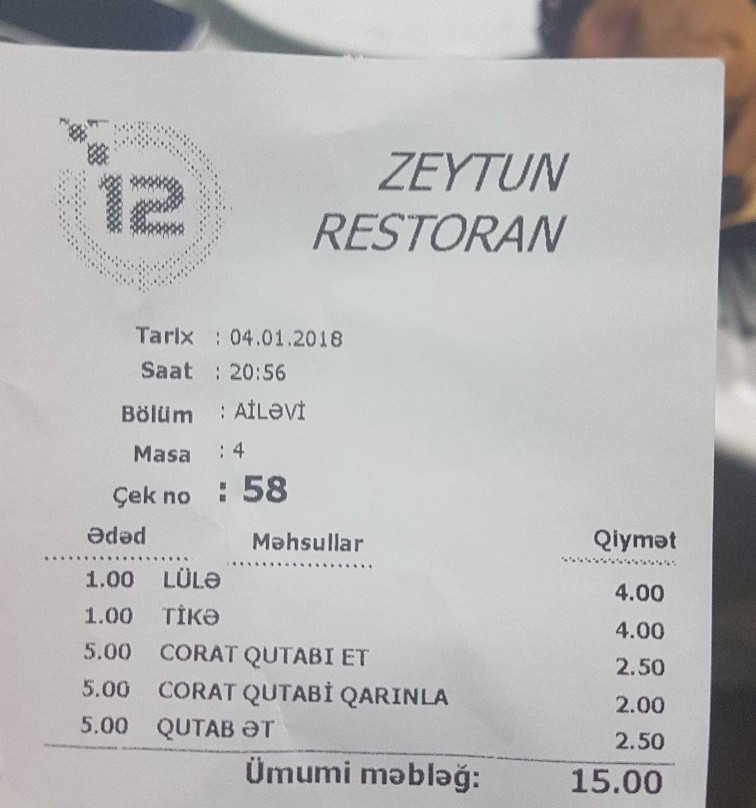 12
ZEYTUN
RESTORAN
Tarix : 04.01.2018
Saat : 20:56
Bölüm : AİLƏVİ
Masa : 4
Çek no : 58
Ədəd Məhsullar Qiymət
1.00 LÜLƏ 4.00
1.00 TİKƏ 4.00
5.00 CORAT QUTABI ET 2.50
5.00 CORAT QUTABİ QARINLA 2.00
5.00 QUTAB ƏT 2.50
Ümumi məbləğ: 15.00